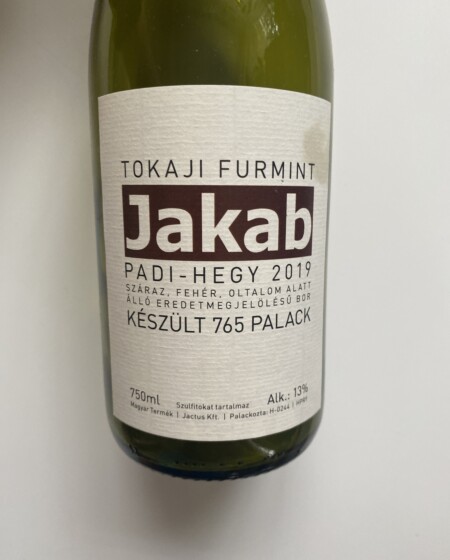 TOKAJI FURMINT
Jakab
PADI-HEGY 2019
SZÁRAZ, FEHÉR, OLTALOM ALATT
ÁLLÓ EREDETMEGJELÖLÉSŰ BOR
KÉSZÜLT 765 PALACK
750ml Szulfitokat tartalmaz Alk.: 13%
Magyar Termék | Jactus Kft. | Palackozta: H-0244 |